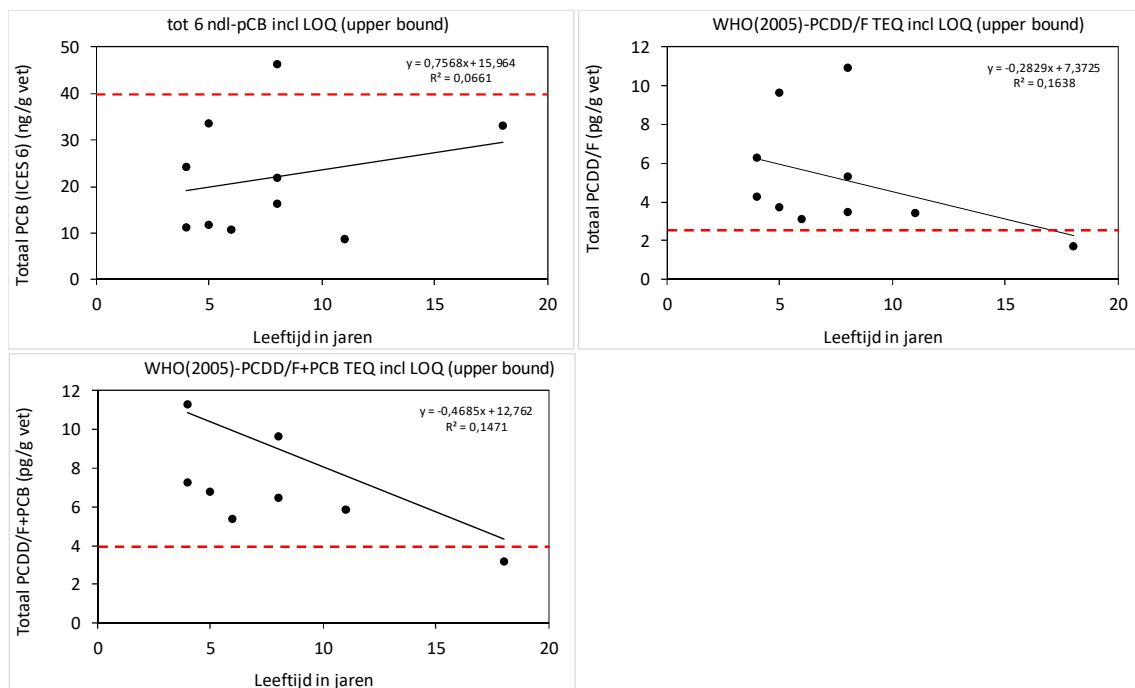 tot 6 ndl-pCB incl LOQ (upper bound)
Totaal PCB (ICES 6) (ng/g vet)
50
40
30
20
10
0
y = 0,7568x + 15,964
R² = 0,0661
0 5 10 15 20
Leeftijd in jaren
WHO(2005)-PCDD/F TEQ incl LOQ (upper bound)
Totaal PCDD/F (pg/g vet)
12
10
8
6
4
2
0
y = -0,2829x + 7,3725
R² = 0,1638
0 5 10 15 20
Leeftijd in jaren
WHO(2005)-PCDD/F+PCB TEQ incl LOQ (upper bound)
Totaal PCDD/F+PCB (pg/g vet)
12
10
8
6
4
2
0
y = -0,4685x + 12,762
R² = 0,1471
0 5 10 15 20
Leeftijd in jaren